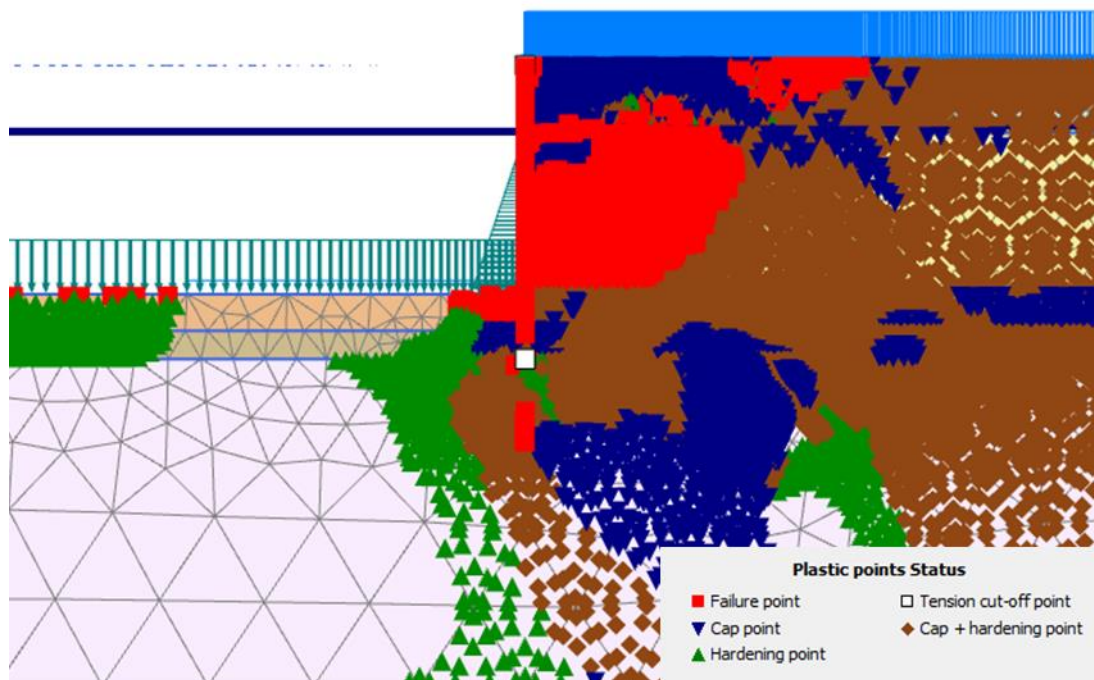 Plastic points Status
Failure point
Tension cut-off point
Cap point
Cap + hardening point
Hardening point